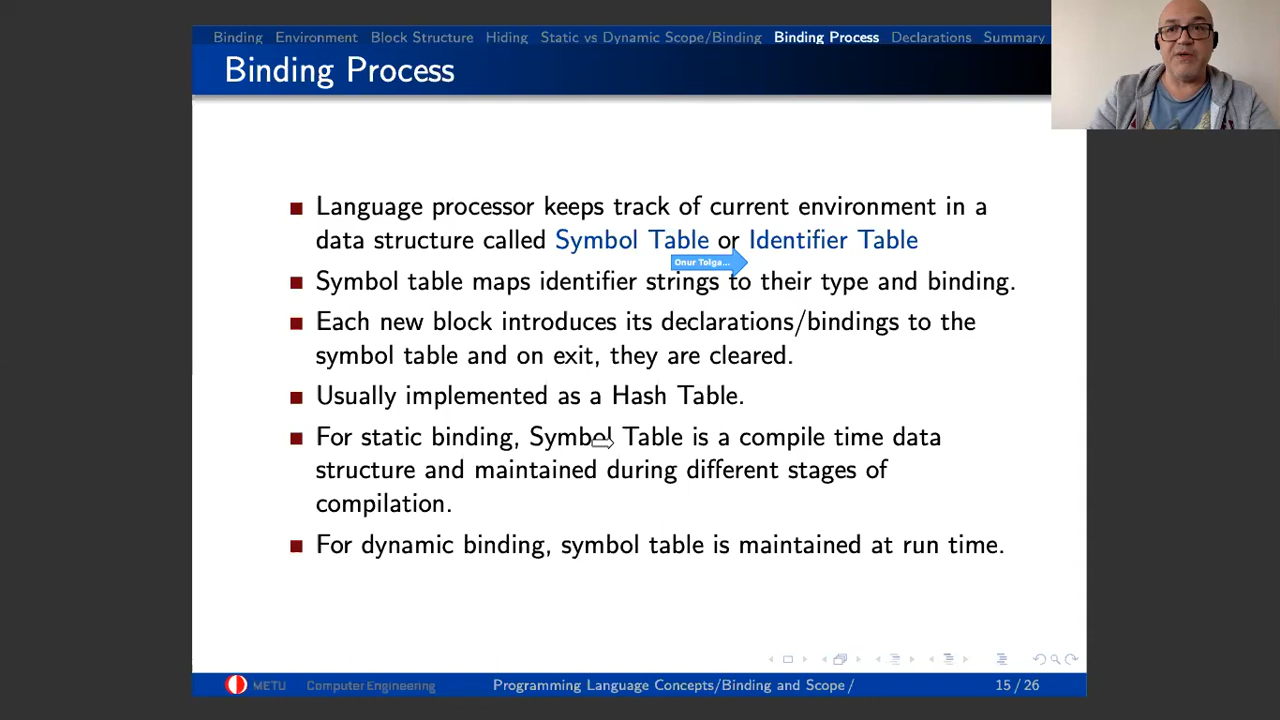 Binding Environment Block Structure Hiding Static vs Dynamic Scope/Binding Binding Process Declarations Summary
Binding Process
Language processor keeps track of current environment in a
data structure called Symbol Table or Identifier Table
Onur Tolga...
Symbol table maps identifier strings to their type and binding.
Each new block introduces its declarations/bindings to the
symbol table and on exit, they are cleared.
Usually implemented as a Hash Table.
For static binding, Symbol Table is a compile time data
structure and maintained during different stages of
compilation.
For dynamic binding, symbol table is maintained at run time.
METU Computer Engineering Programming Language Concepts/Binding and Scope / 15 / 26